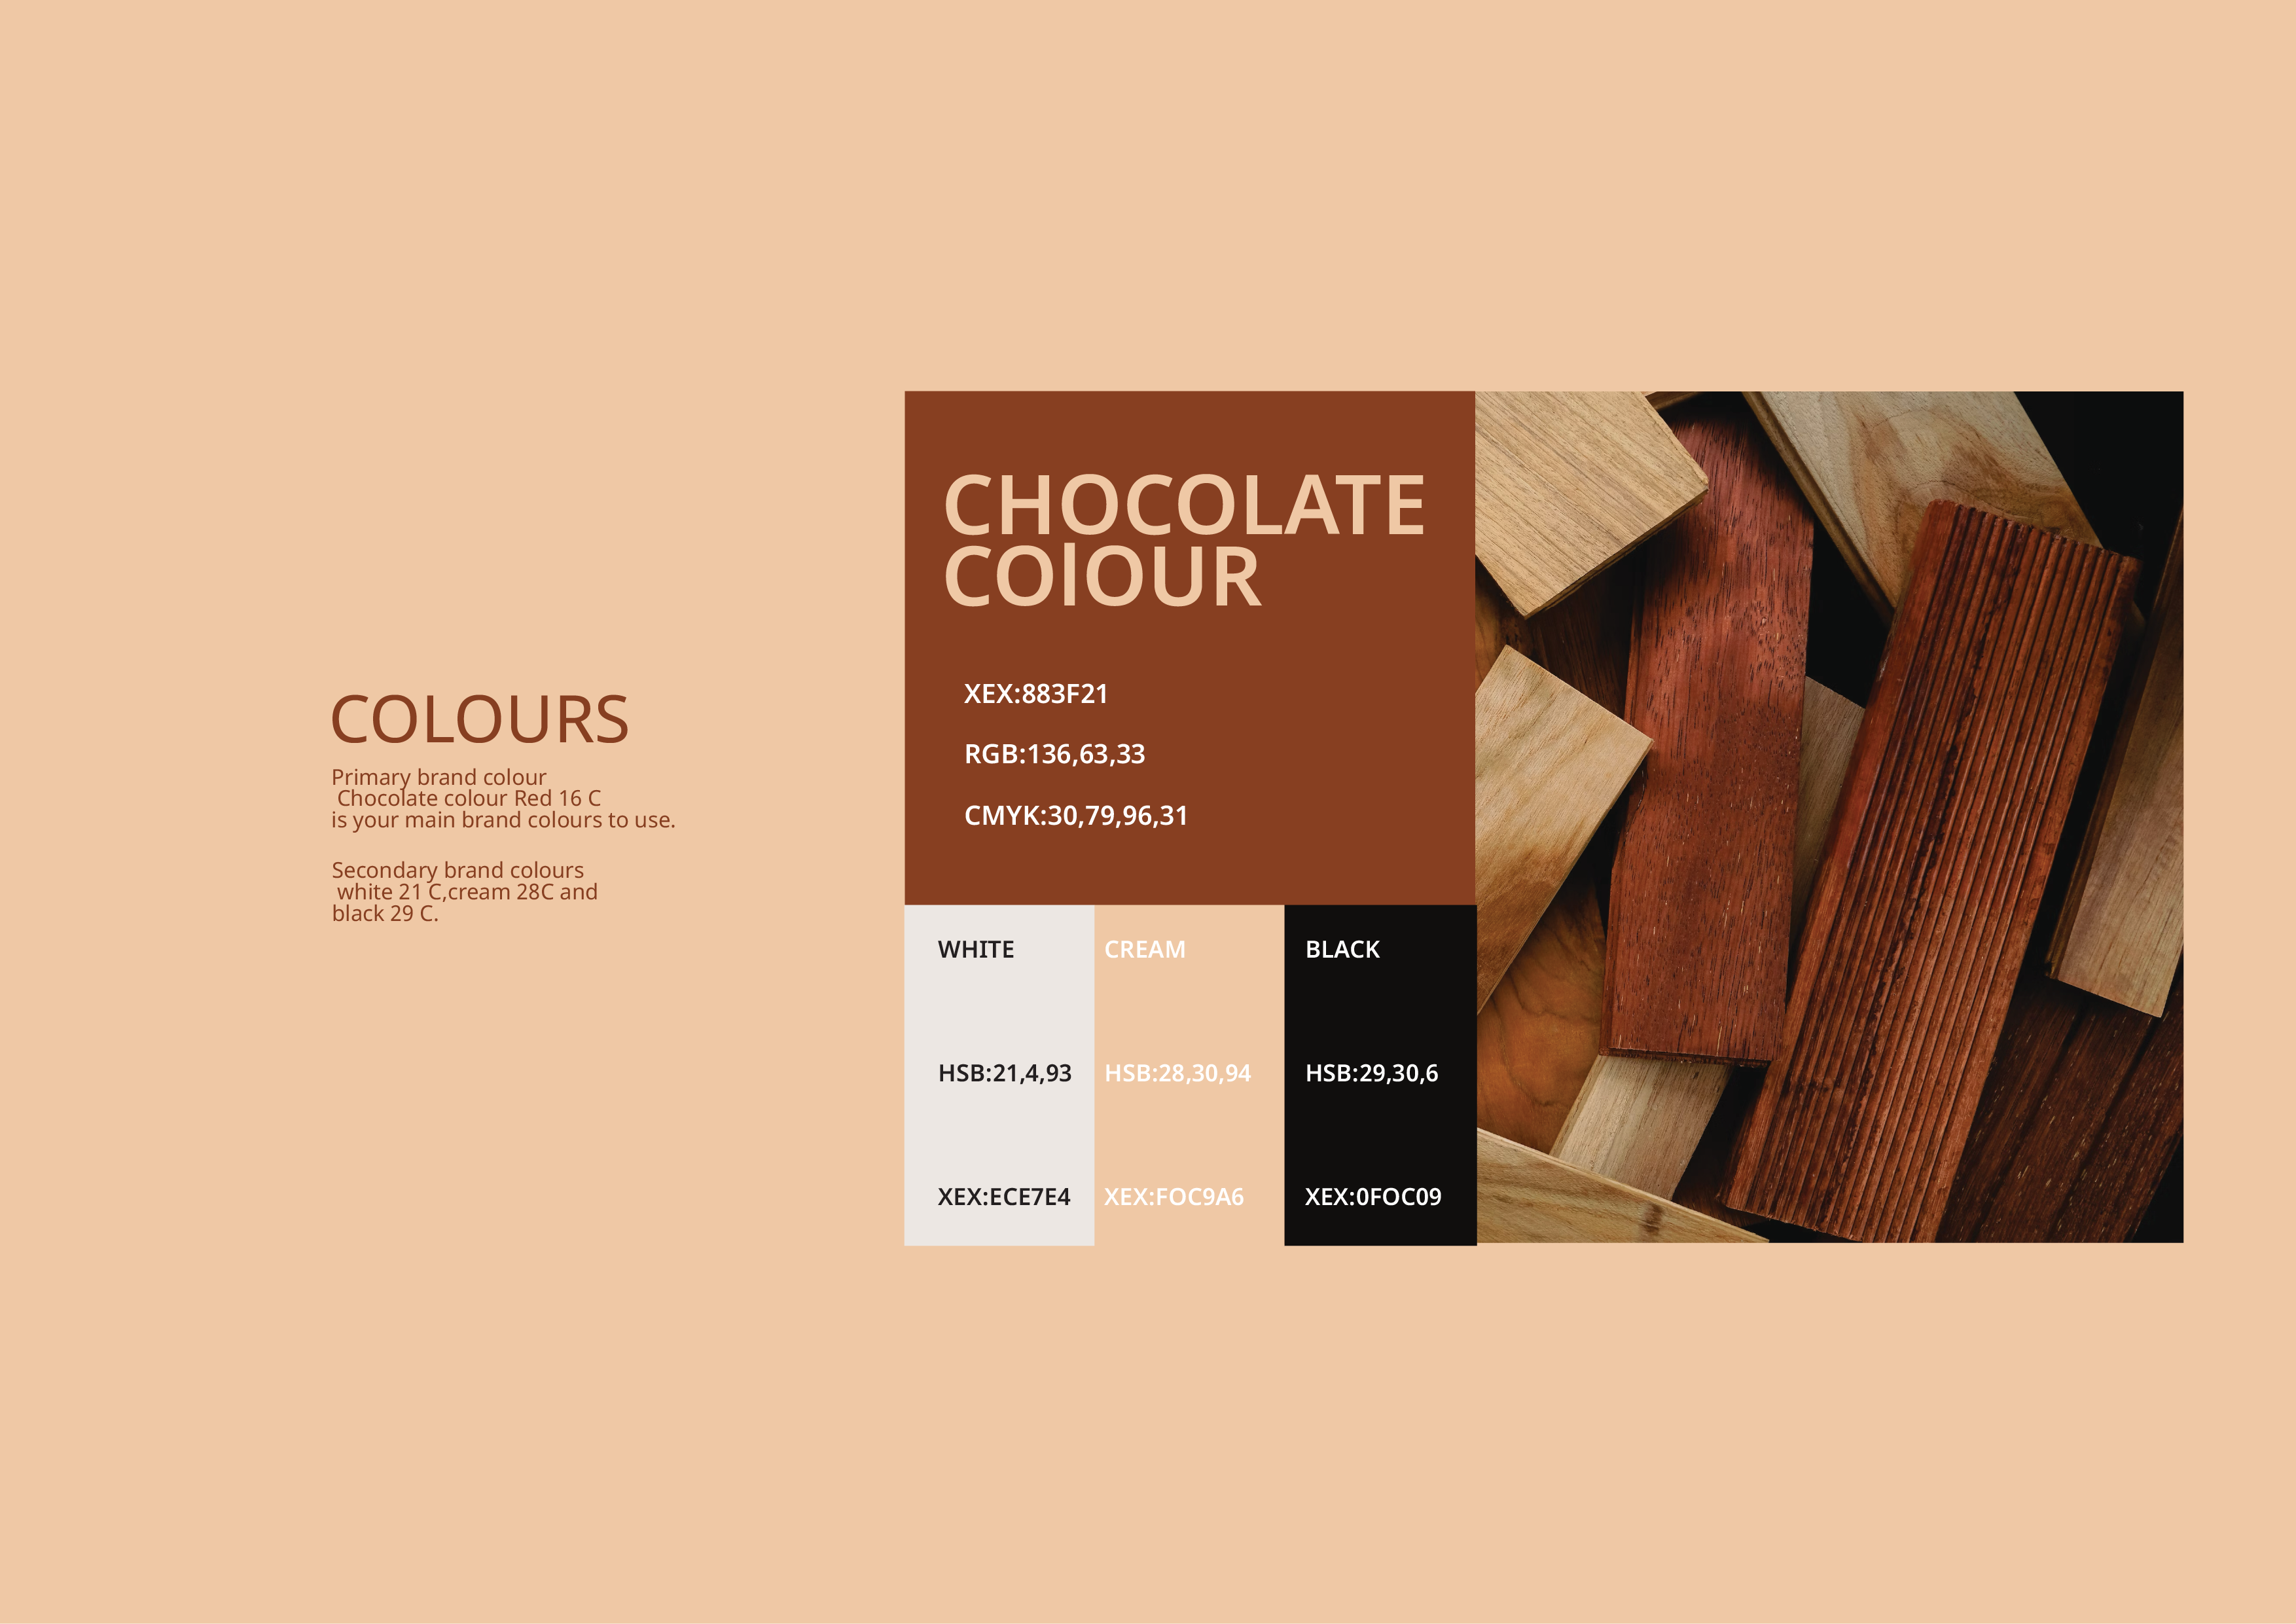 COLOURS
Primary brand colour
Chocolate colour Red 16 C
is your main brand colours to use.
Secondary brand colours
white 21 C,cream 28C and
black 29 C.
CHOCOLATE
COlOUR
XEX:883F21
RGB:136,63,33
CMYK:30,79,96,31
WHITE
HSB:21,4,93
XEX:ECE7E4
CREAM
HSB:28,30,94
XEX:FOC9A6
BLACK
HSB:29,30,6
XEX:0FOC09